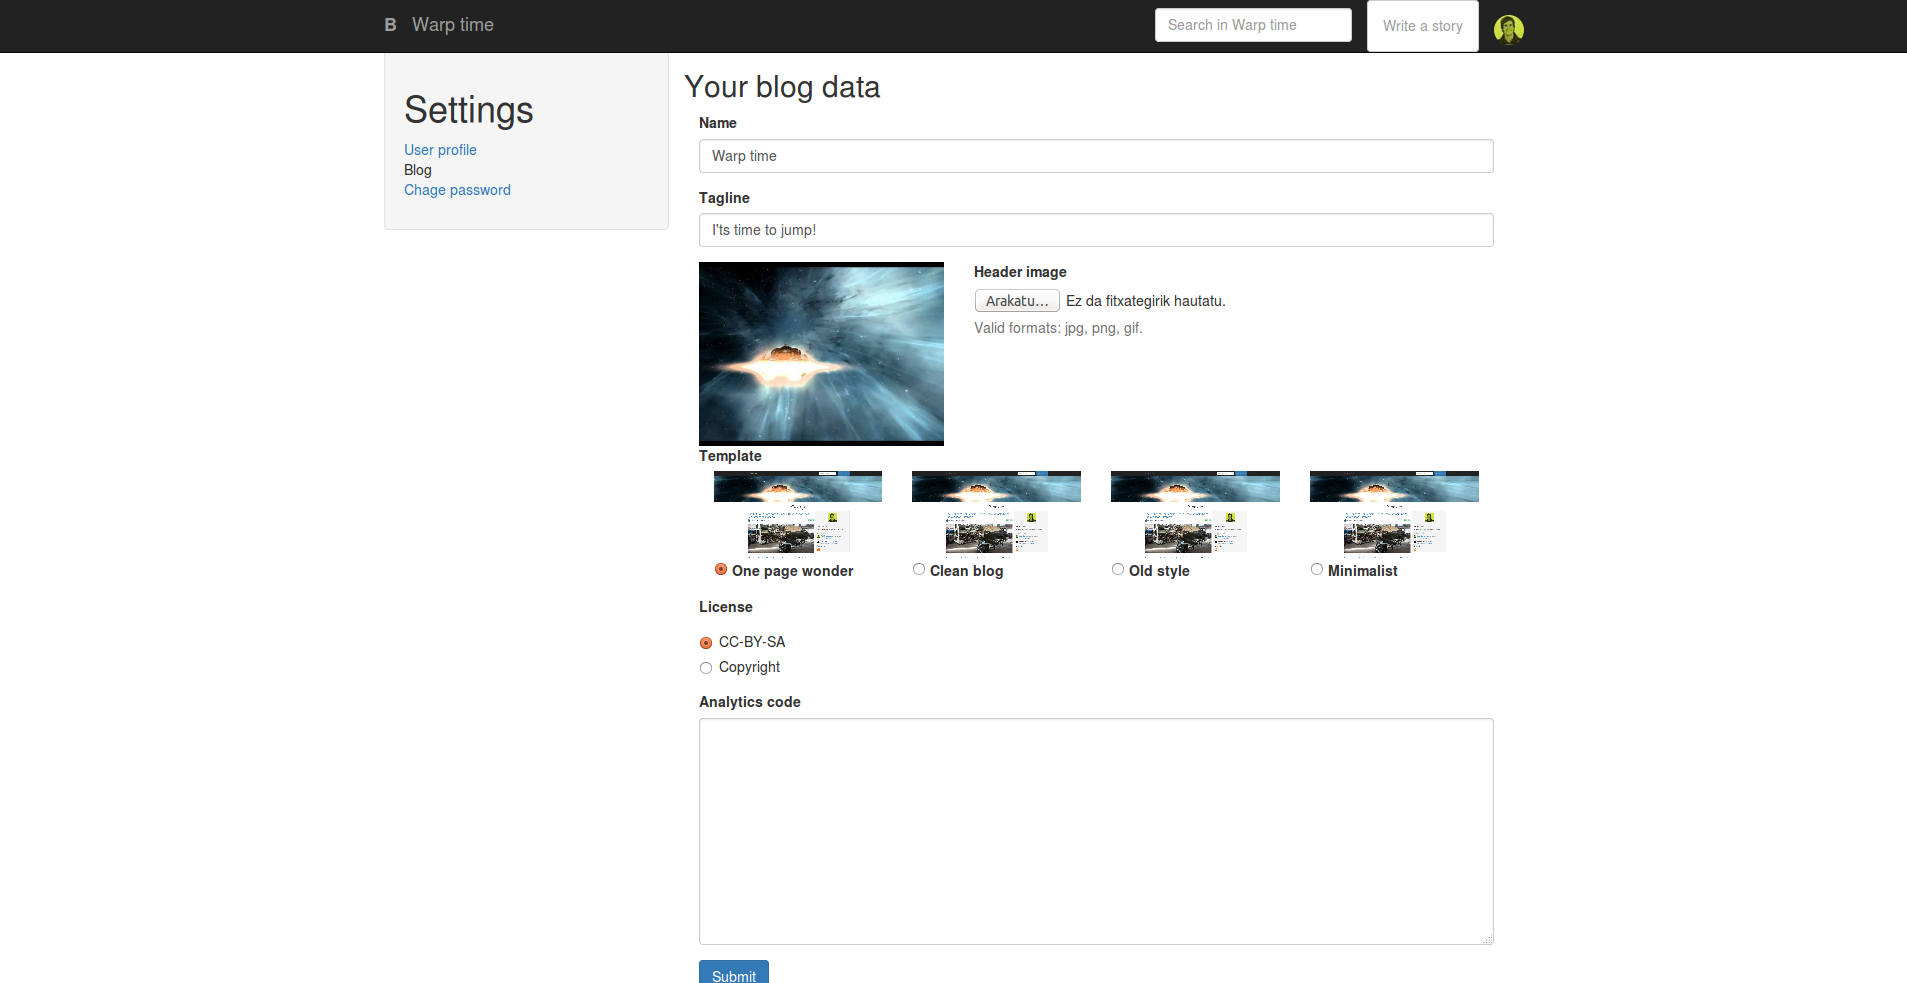 B Warp time Search in Warp time Write a story
Settings
User profile
Blog
Chage password
Your blog data
Name
Warp time
Tagline
I'ts time to jump!
Header image
Arakatu... Ez da fitxategirik hautatu.
Valid formats: jpg, png, gif.
Template
One page wonder Clean blog Old style Minimalist
License
CC-BY-SA
Copyright
Analytics code
Submit